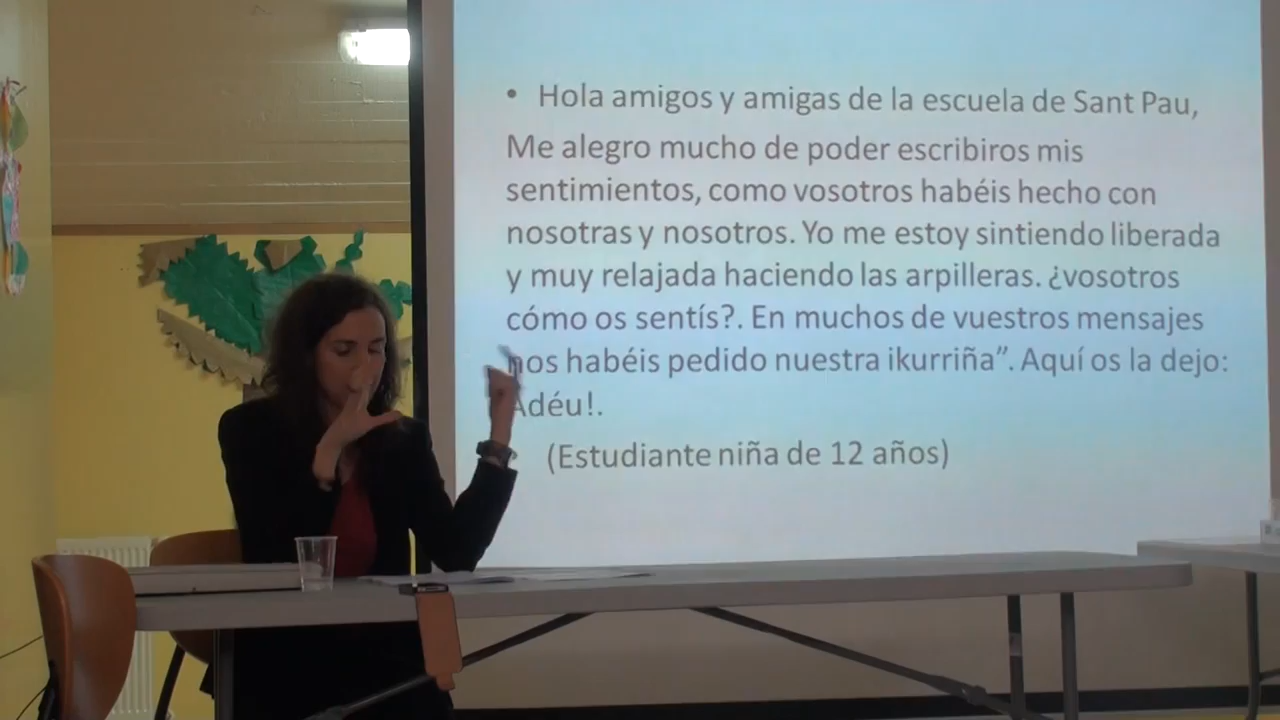 • Hola amigos y amigas de la escuela de Sant Pau,
Me alegro mucho de poder escribiros mis
sentimientos, como vosotros habéis hecho con
nosotras y nosotros. Yo me estoy sintiendo liberada
y muy relajada haciendo las arpilleras. ¿vosotros
cómo os sentís?. En muchos de vuestros mensajes
nos habéis pedido nuestra ikurriña”. Aquí os la dejo:
Adéu!.
(Estudiante niña de 12 años)